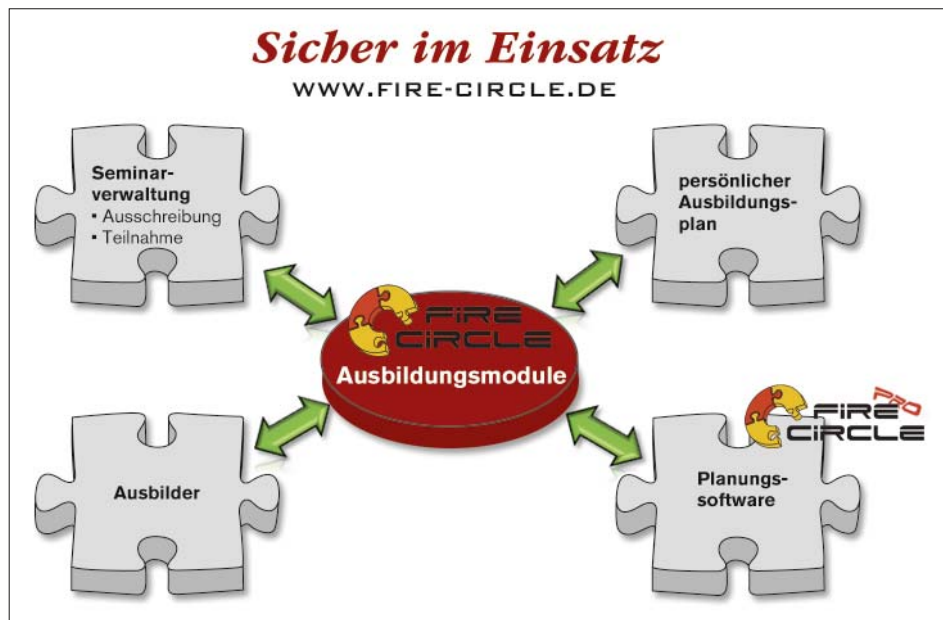 Sicher im Einsatz
WWW.FIRE-CIRCLE.DE
Seminar-
verwaltung
▪ Ausschreibung
▪ Teilnahme
persönlicher
Ausbildungs-
plan
FIRE
CIRCLE
Ausbildungsmodule
Ausbilder
FIRE PRO
CIRCLE
Planungs-
software